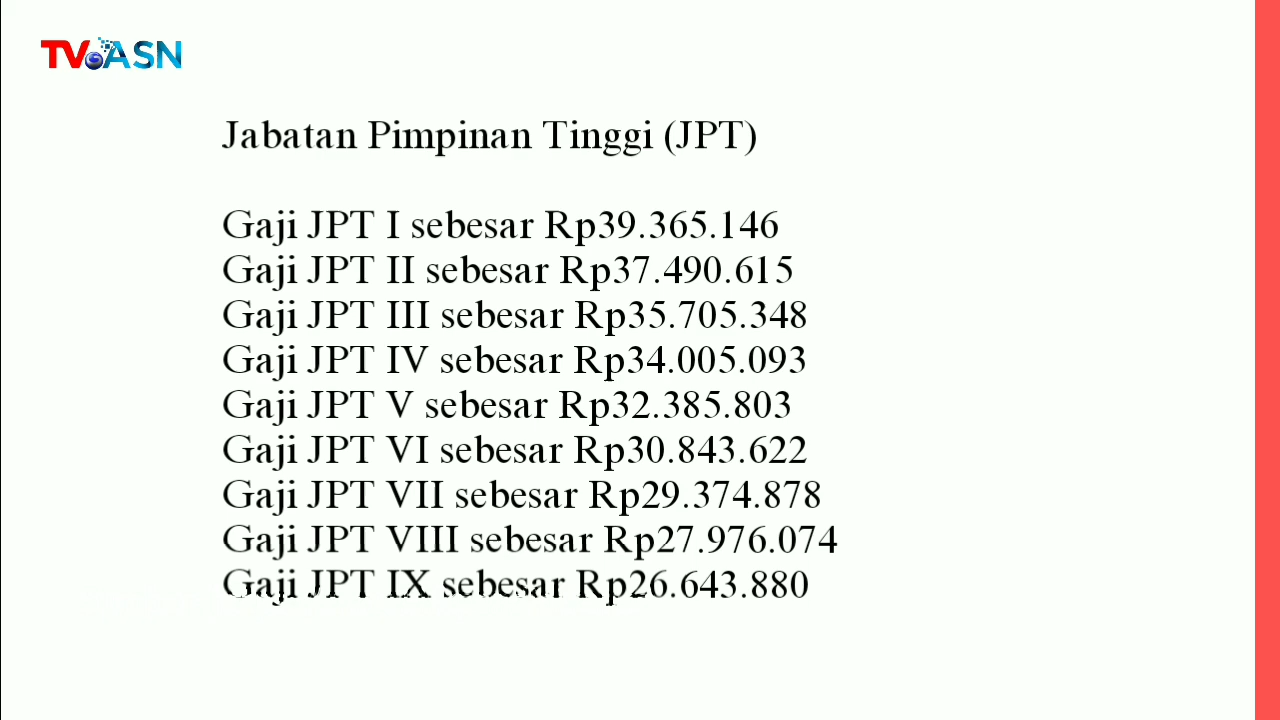 TV ASN
Jabatan Pimpinan Tinggi (JPT)
Gaji JPT I sebesar Rp39.365.146
Gaji JPT II sebesar Rp37.490.615
Gaji JPT III sebesar Rp35.705.348
Gaji JPT IV sebesar Rp34.005.093
Gaji JPT V sebesar Rp32.385.803
Gaji JPT VI sebesar Rp30.843.622
Gaji JPT VII sebesar Rp29.374.878
Gaji JPT VIII sebesar Rp27.976.074
Gaji JPT IX sebesar Rp26.643.880